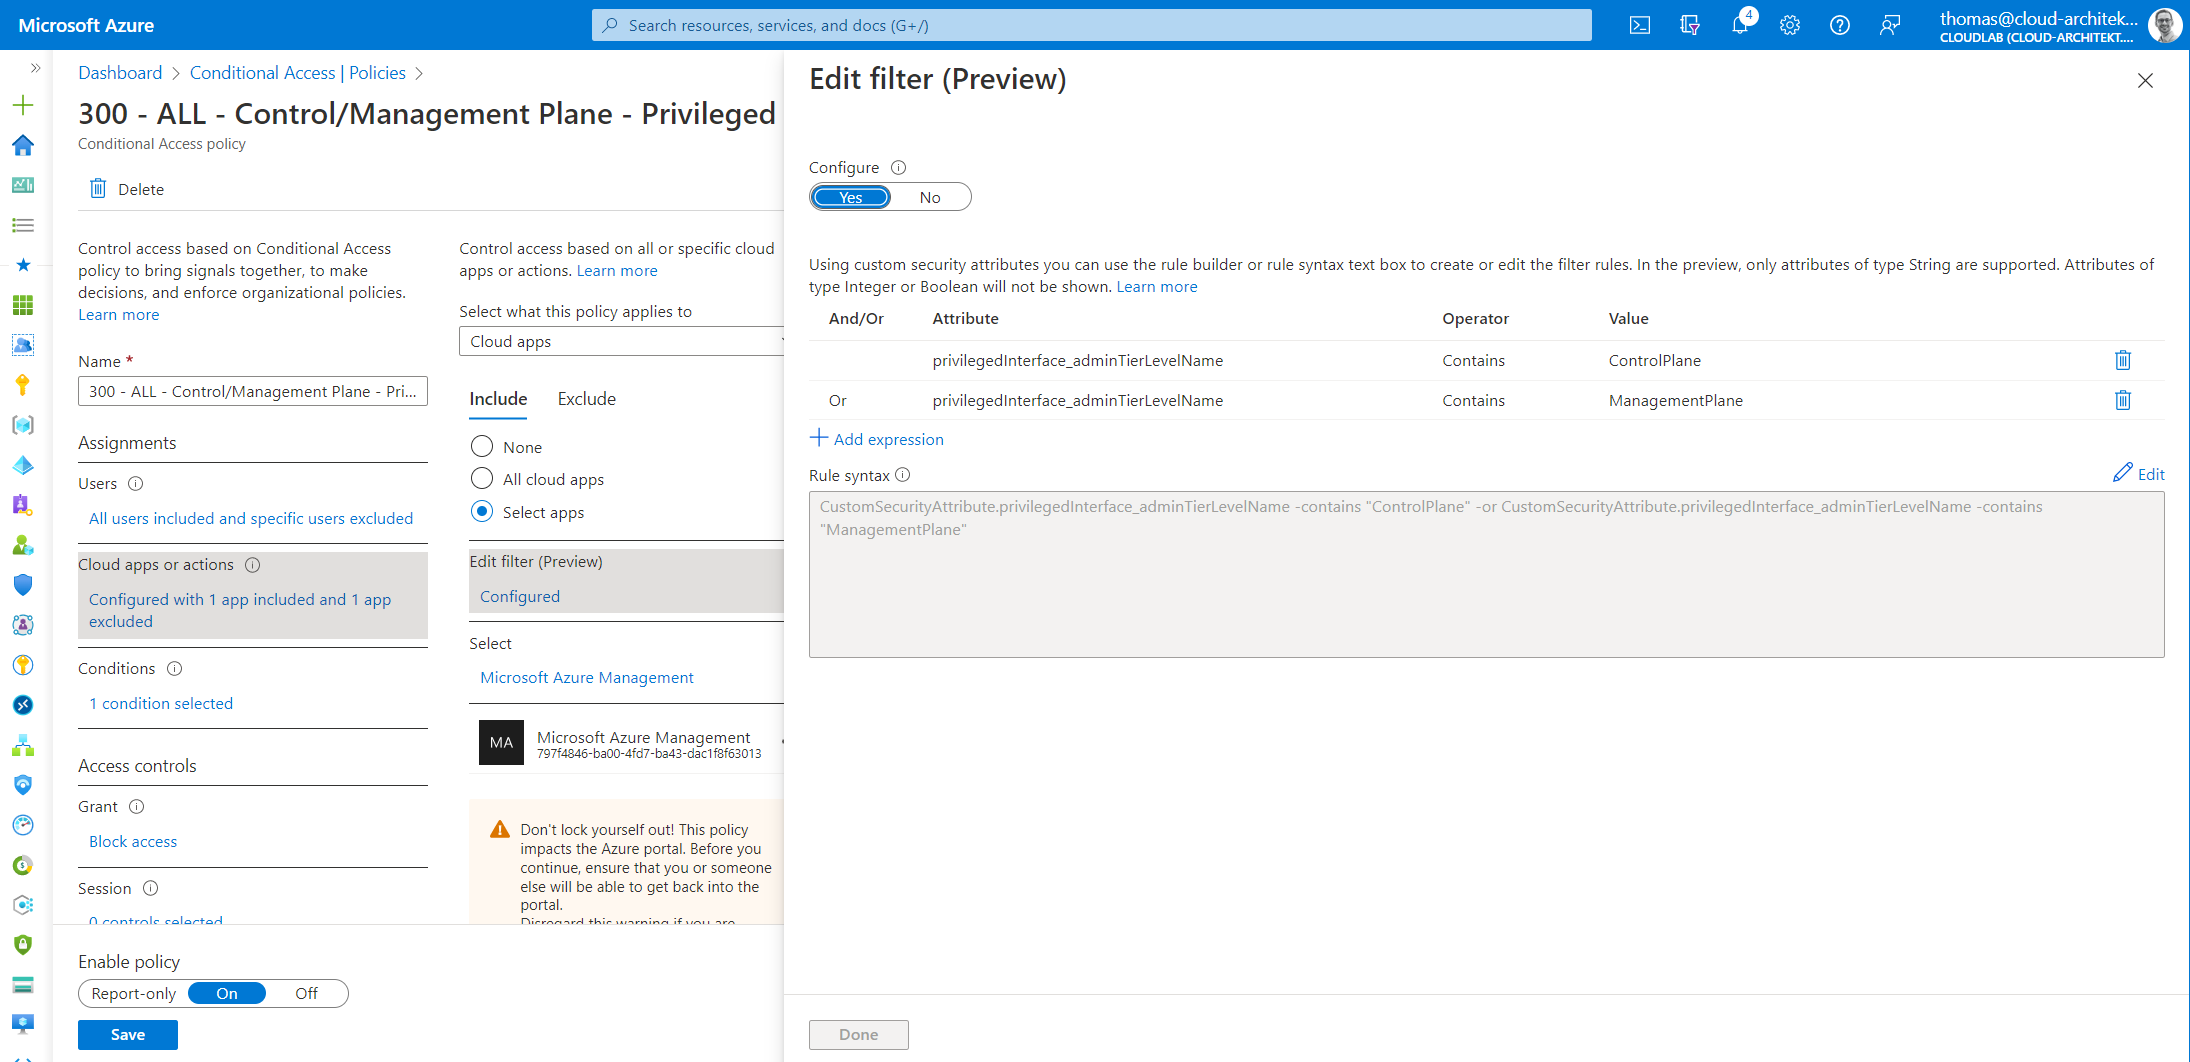 Microsoft Azure
Search resources, services, and docs (G+/)
4
thomas@cloud-architek...
CLOUDLAB (CLOUD-ARCHITEKT....
Dashboard > Conditional Access | Policies >
300 - ALL - Control/Management Plane - Privileged
Conditional Access policy
Delete
Control access based on Conditional Access
policy to bring signals together, to make
decisions, and enforce organizational policies.
Learn more
Name *
300 - ALL - Control/Management Plane - Pri...
Assignments
Users
All users included and specific users excluded
Cloud apps or actions
Configured with 1 app included and 1 app
excluded
Conditions
1 condition selected
Access controls
Grant
Block access
Session
0 controls selected
Enable policy
Report-only On Off
Save
Control access based on all or specific cloud
apps or actions. Learn more
Select what this policy applies to
Cloud apps
Include Exclude
None
All cloud apps
Select apps
Edit filter (Preview)
Configured
Select
Microsoft Azure Management
MA
Microsoft Azure Management
797f4846-ba00-4fd7-ba43-dac1f8f63013
Don't lock yourself out! This policy
impacts the Azure portal. Before you
continue, ensure that you or someone
else will be able to get back into the
portal.
Disregard this warning if you are
Edit filter (Preview)
Configure
Yes No
Using custom security attributes you can use the rule builder or rule syntax text box to create or edit the filter rules. In the preview, only attributes of type String are supported. Attributes of
type Integer or Boolean will not be shown. Learn more
And/Or Attribute Operator Value
privilegedInterface_adminTierLevelName Contains ControlPlane
Or privilegedInterface_adminTierLevelName Contains ManagementPlane
Add expression
Rule syntax
Edit
CustomSecurityAttribute.privilegedInterface_adminTierLevelName -contains "ControlPlane" -or CustomSecurityAttribute.privilegedInterface_adminTierLevelName -contains
"ManagementPlane"
Done